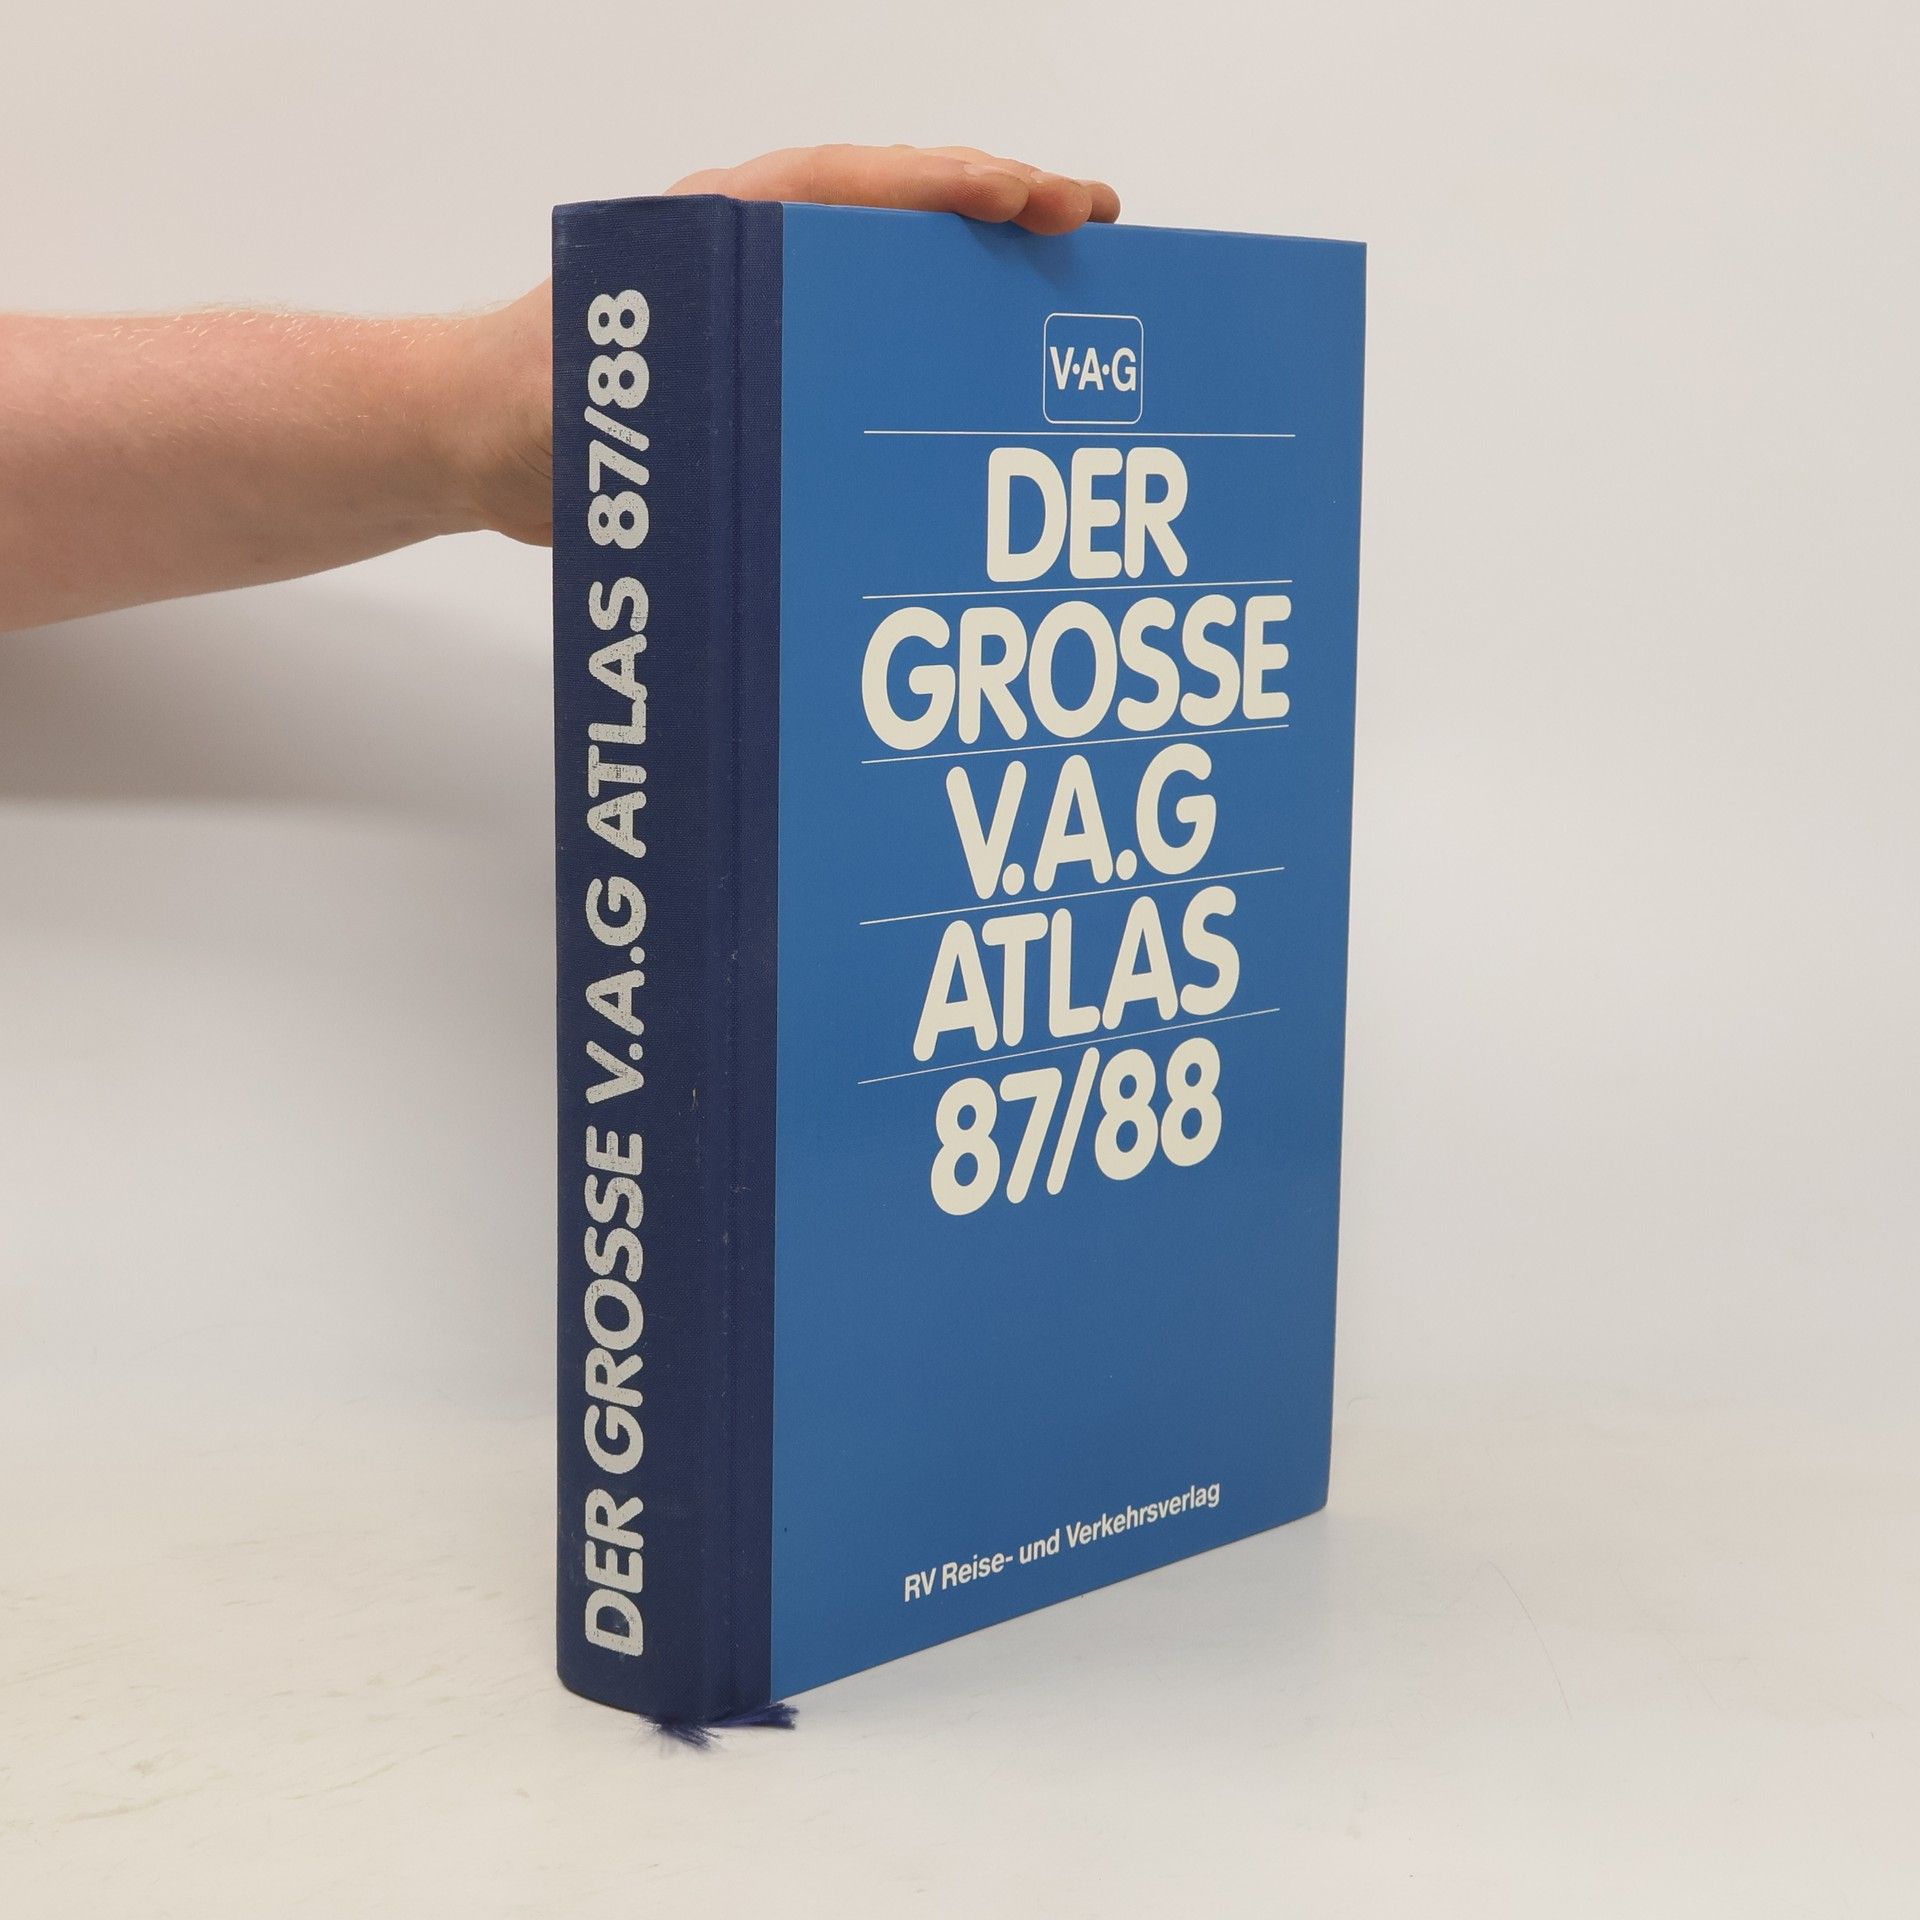 DER GROSSE V.A.G ATLAS 87/88
V·A·G
DER
GROSSE
V.A.G
ATLAS
87/88
RV Reise- und Verkehrsverlag